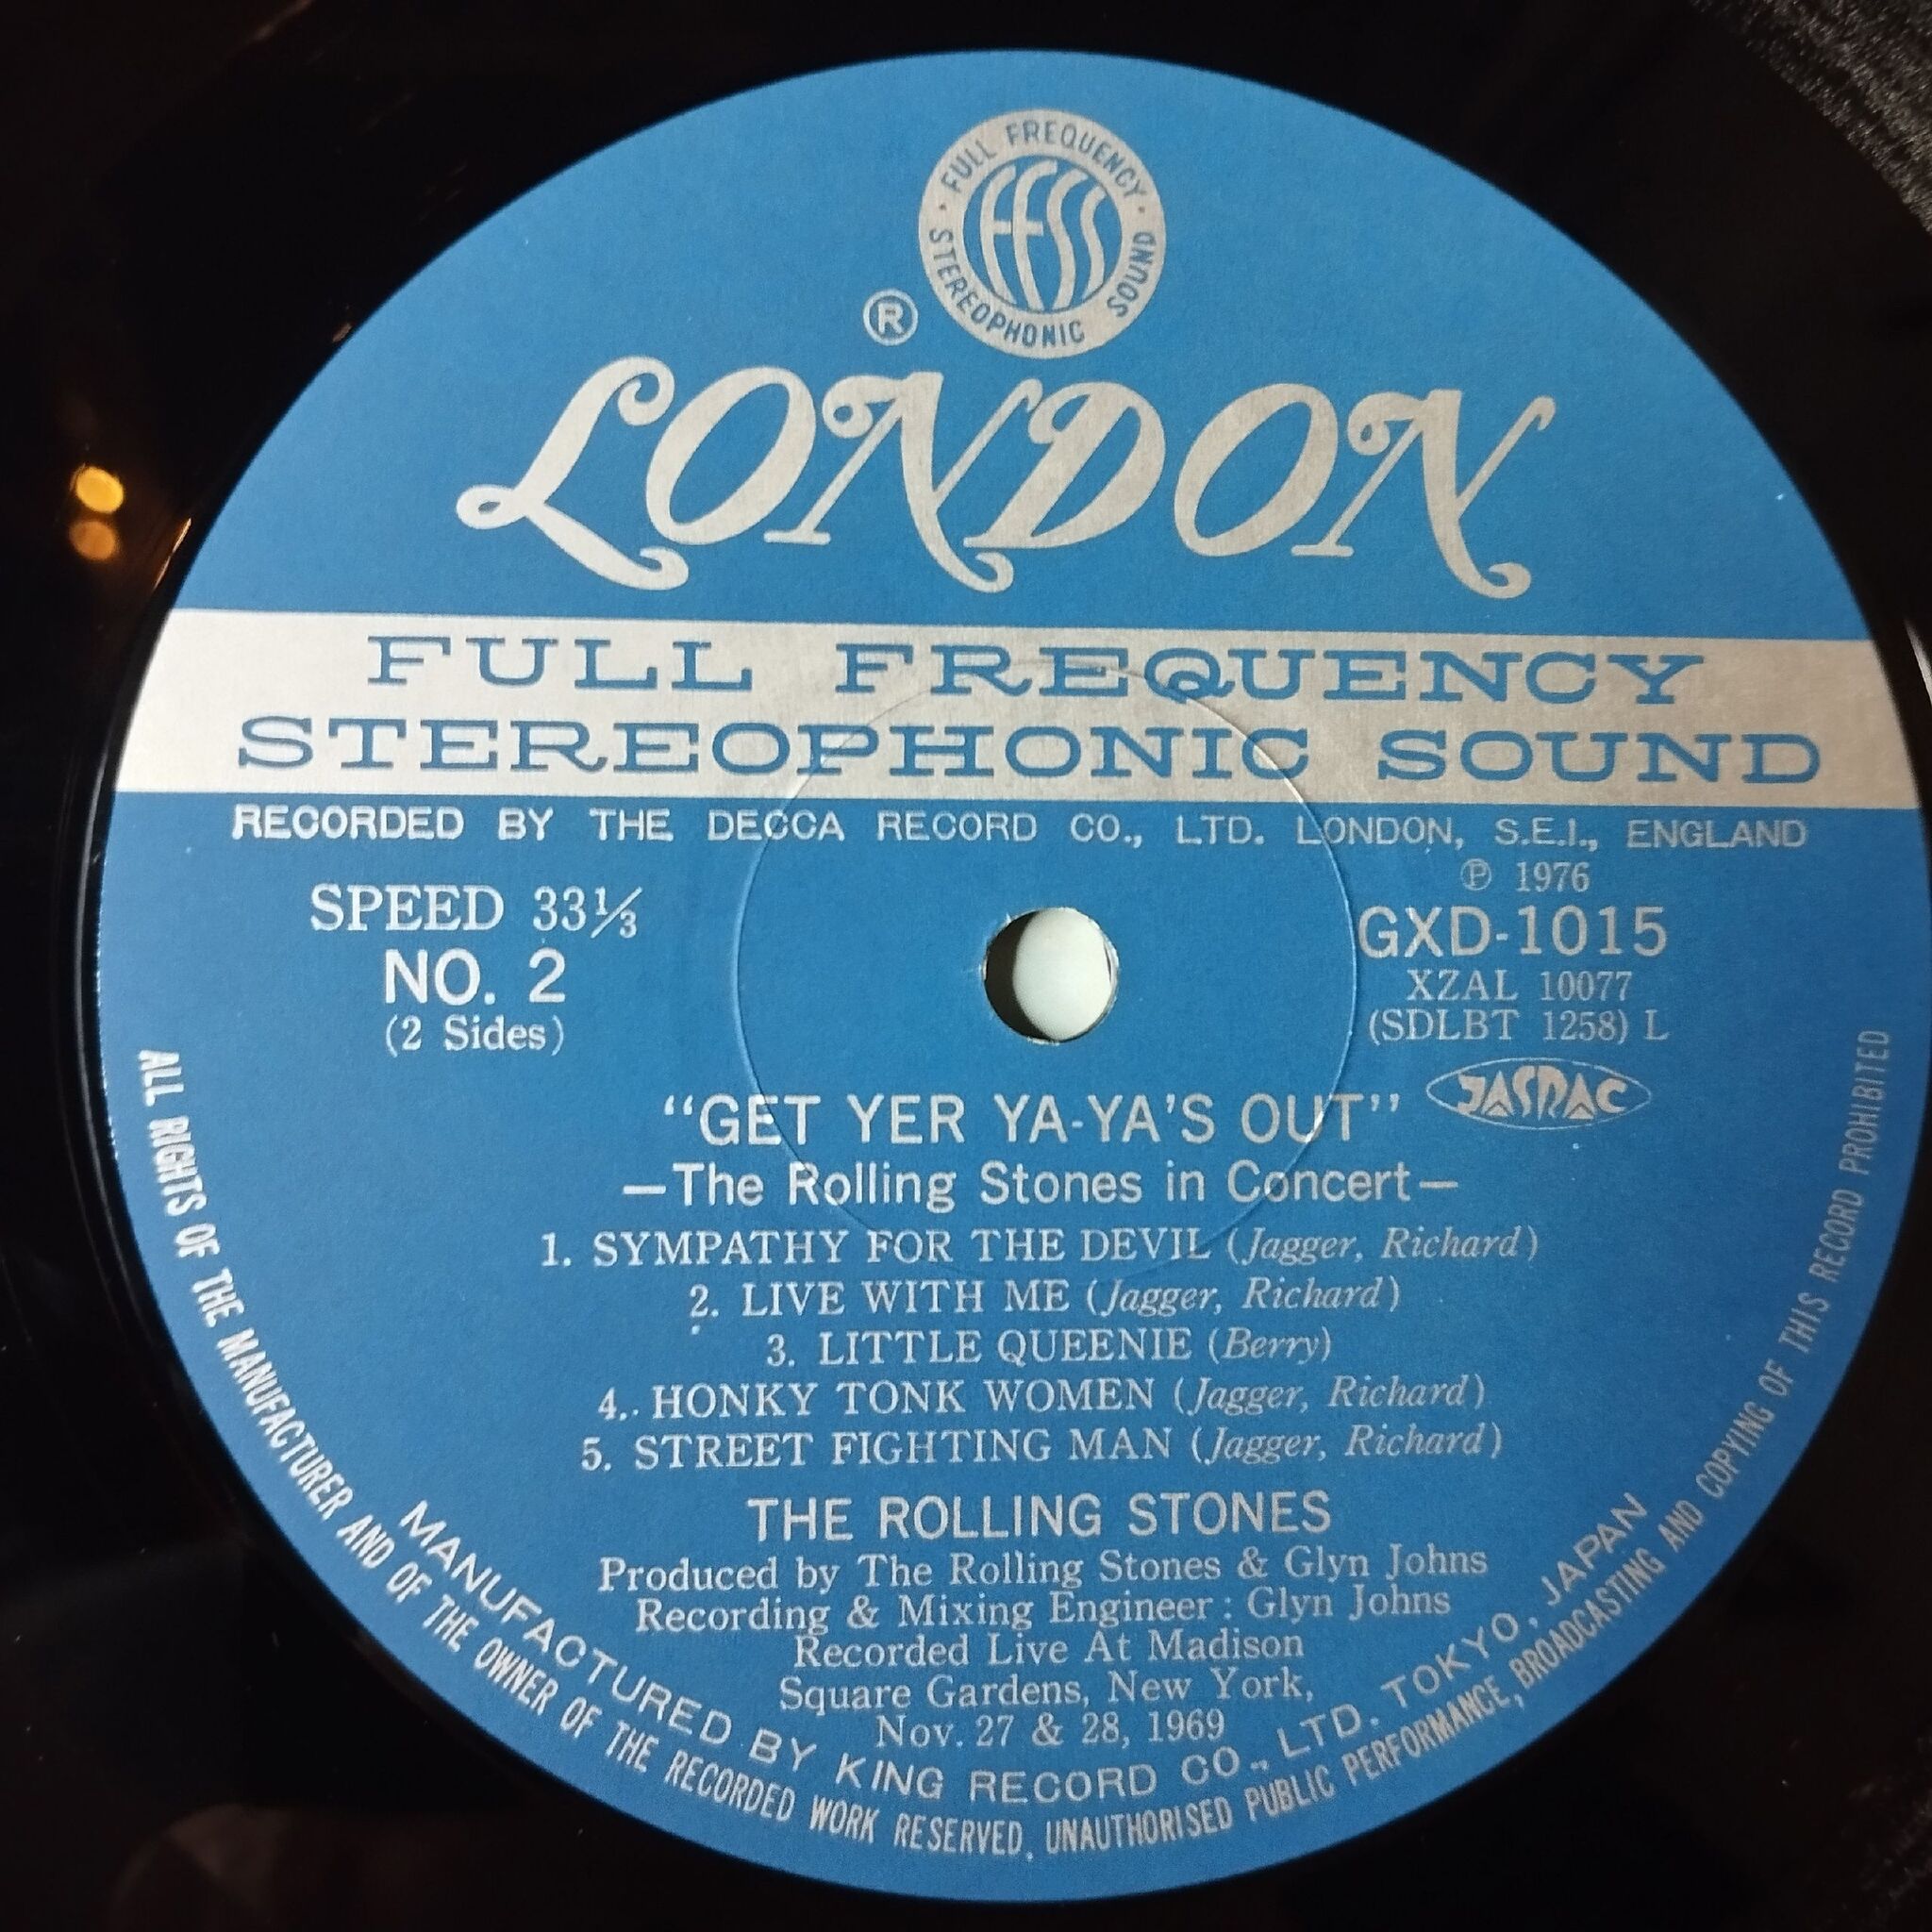 · FULL FREQUENCY · STEREOPHONIC SOUND
FFSS
®
LONDON
FULL FREQUENCY
STEREOPHONIC SOUND
RECORDED BY THE DECCA RECORD CO., LTD. LONDON, S.E.I., ENGLAND
℗ 1976
SPEED 33⅓
GXD-1015
NO. 2
XZAL 10077
(2 Sides)
(SDLBT 1258) L
JASRAC
“GET YER YA-YA’S OUT”
—The Rolling Stones in Concert—
1. SYMPATHY FOR THE DEVIL (Jagger, Richard)
2. LIVE WITH ME (Jagger, Richard)
3. LITTLE QUEENIE (Berry)
4. HONKY TONK WOMEN (Jagger, Richard)
5. STREET FIGHTING MAN (Jagger, Richard)
THE ROLLING STONES
Produced by The Rolling Stones & Glyn Johns
Recording & Mixing Engineer : Glyn Johns
Recorded Live At Madison
Square Gardens, New York,
Nov. 27 & 28, 1969
MANUFACTURED BY KING RECORD CO., LTD. TOKYO, JAPAN
ALL RIGHTS OF THE MANUFACTURER AND OF THE OWNER OF THE RECORDED WORK RESERVED, UNAUTHORISED PUBLIC PERFORMANCE, BROADCASTING AND COPYING OF THIS RECORD PROHIBITED